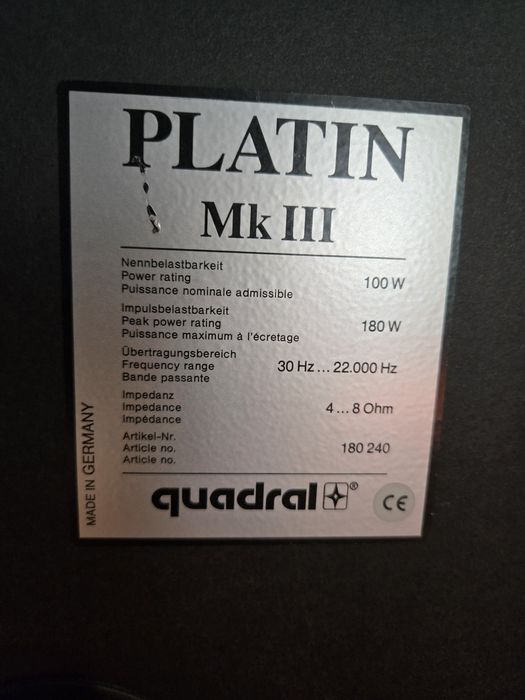 PLATIN
Mk III
Nennbelastbarkeit
Power rating
Puissance nominale admissible
100 W
Impulsbelastbarkeit
Peak power rating
Puissance maximum à l'écretage
180 W
Übertragungsbereich
Frequency range
Bande passante
30 Hz ... 22.000 Hz
Impedanz
Impedance
Impédance
4 ... 8 Ohm
Artikel-Nr.
Article no.
Article no.
180 240
MADE IN GERMANY
quadral®
CE